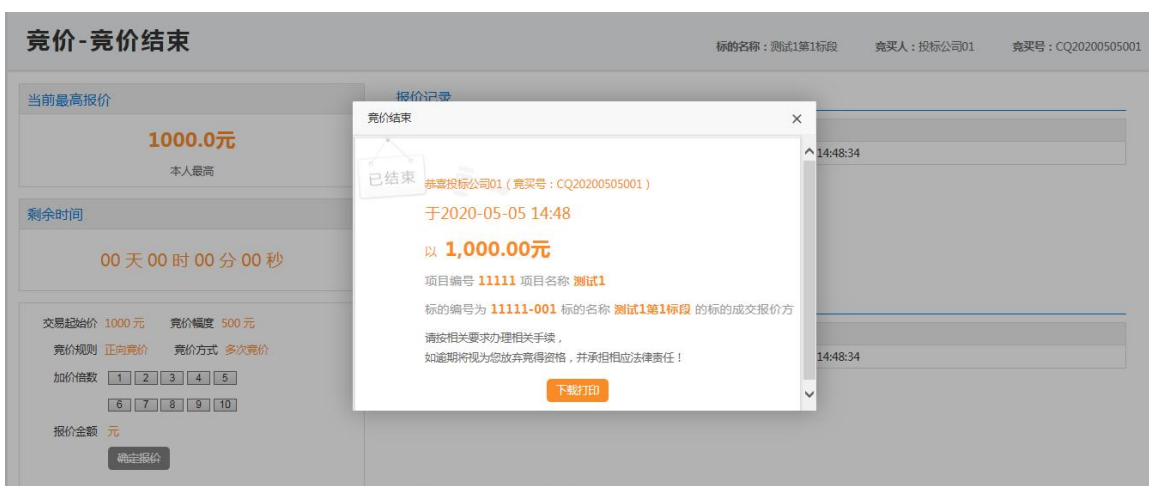 竞价-竞价结束
标的名称：测试1第1标段 竞买人：投标公司01 竞买号：CQ20200505001
当前最高报价
1000.0元
本人最高
剩余时间
00 天 00 时 00 分 00 秒
交易起始价 1000 元 竞价幅度 500 元
竞价规则 正向竞价 竞价方式 多次竞价
加价倍数 1 2 3 4 5
6 7 8 9 10
报价金额 元
确定报价
报价记录
14:48:34
14:48:34
竞价结束 ×
已结束
恭喜投标公司01（竞买号：CQ20200505001）
于2020-05-05 14:48
以 1,000.00元
项目编号 11111 项目名称 测试1
标的编号为 11111-001 标的名称 测试1第1标段 的标的成交报价方
请按相关要求办理相关手续，
如逾期将视为您放弃竞得资格，并承担相应法律责任！
下载打印